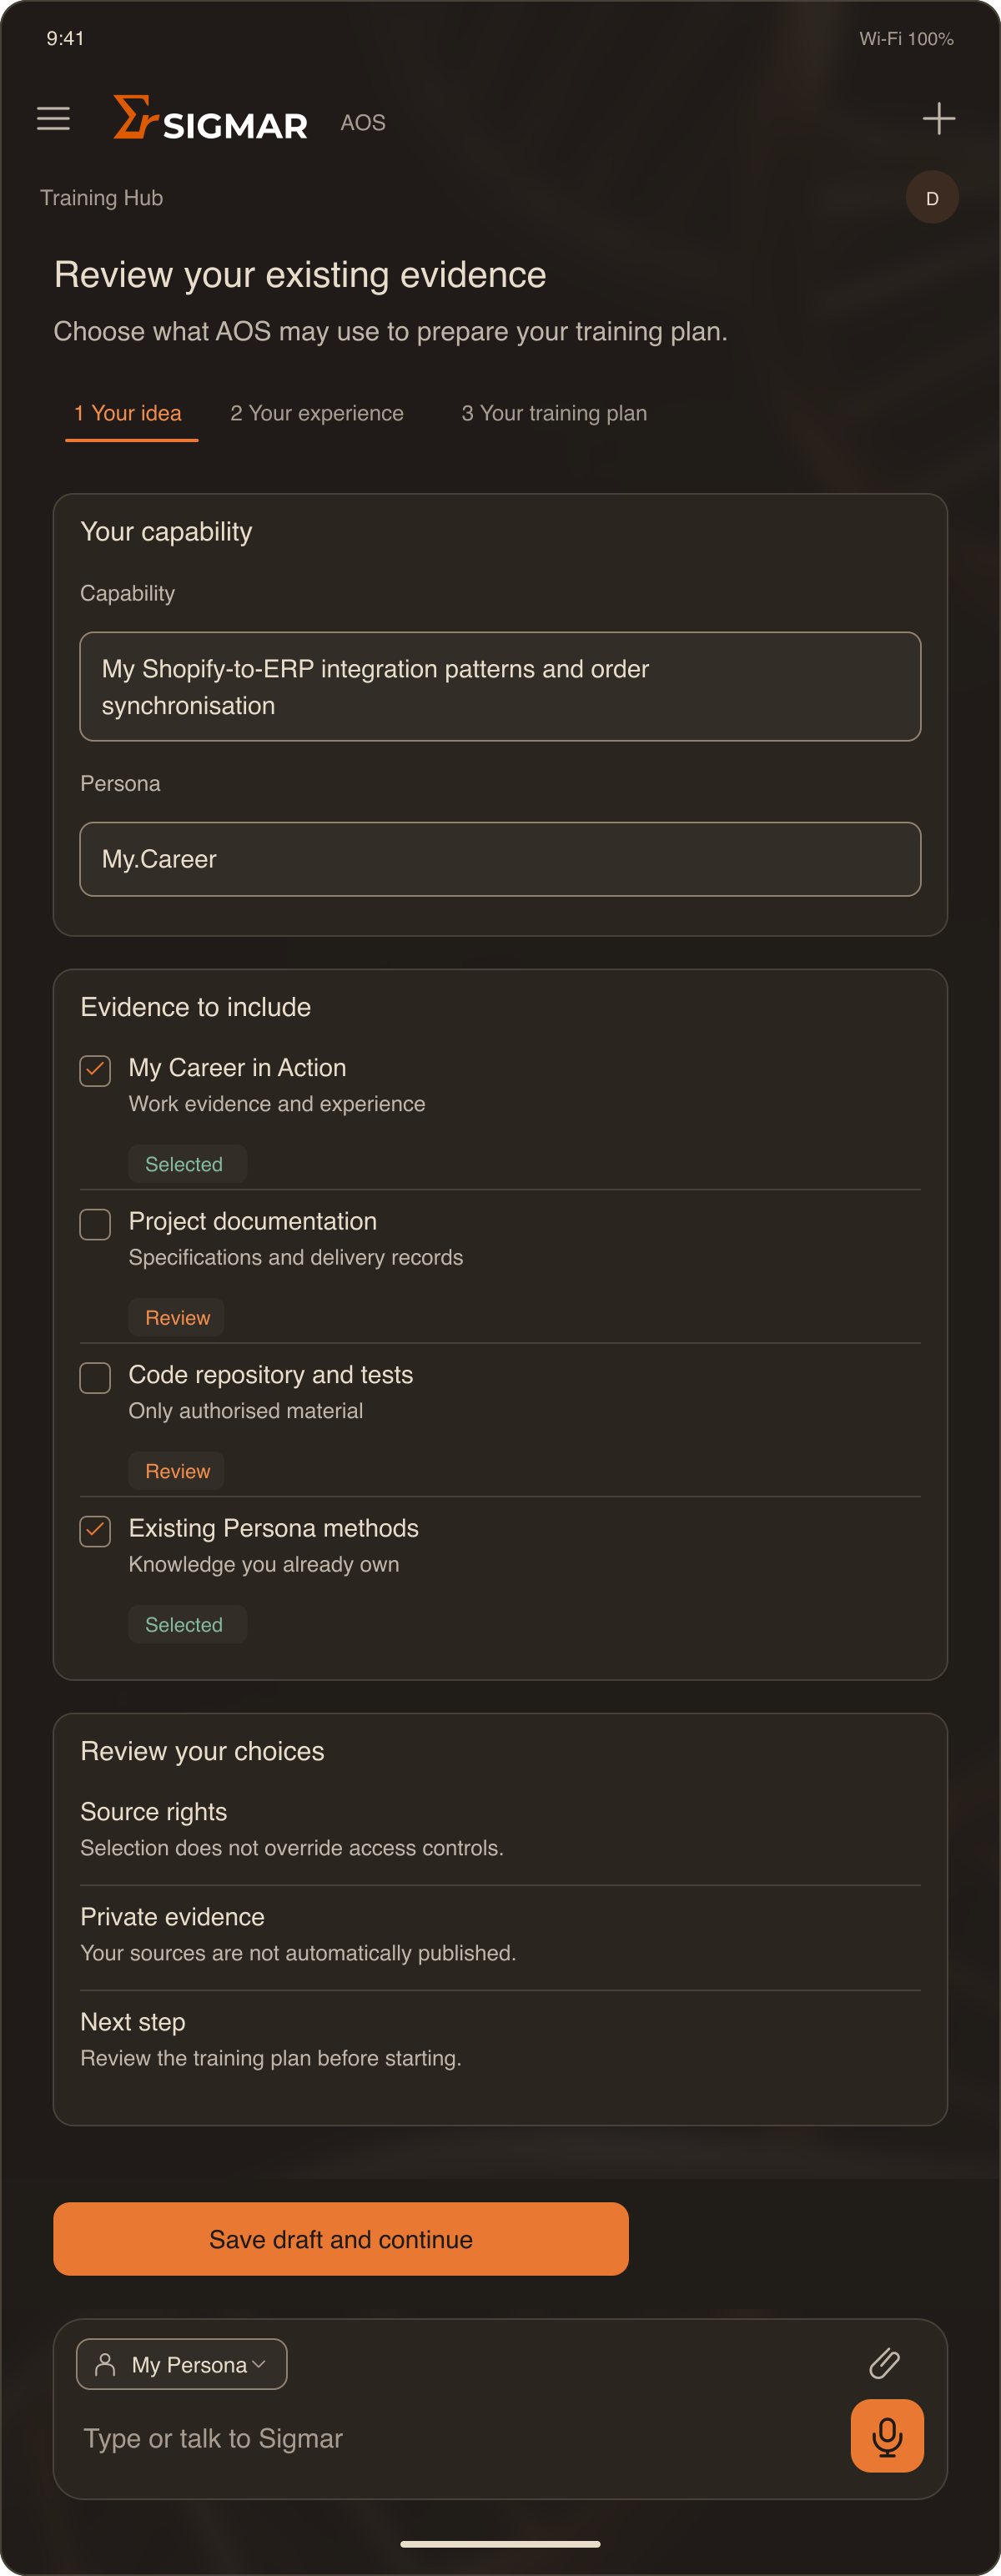 9:41
Wi-Fi 100%
Σr SIGMAR AOS
Training Hub
D
Review your existing evidence
Choose what AOS may use to prepare your training plan.
1 Your idea
2 Your experience
3 Your training plan
Your capability
Capability
My Shopify-to-ERP integration patterns and order
synchronisation
Persona
My.Career
Evidence to include
My Career in Action
Work evidence and experience
Selected
Project documentation
Specifications and delivery records
Review
Code repository and tests
Only authorised material
Review
Existing Persona methods
Knowledge you already own
Selected
Review your choices
Source rights
Selection does not override access controls.
Private evidence
Your sources are not automatically published.
Next step
Review the training plan before starting.
Save draft and continue
My Persona
Type or talk to Sigmar